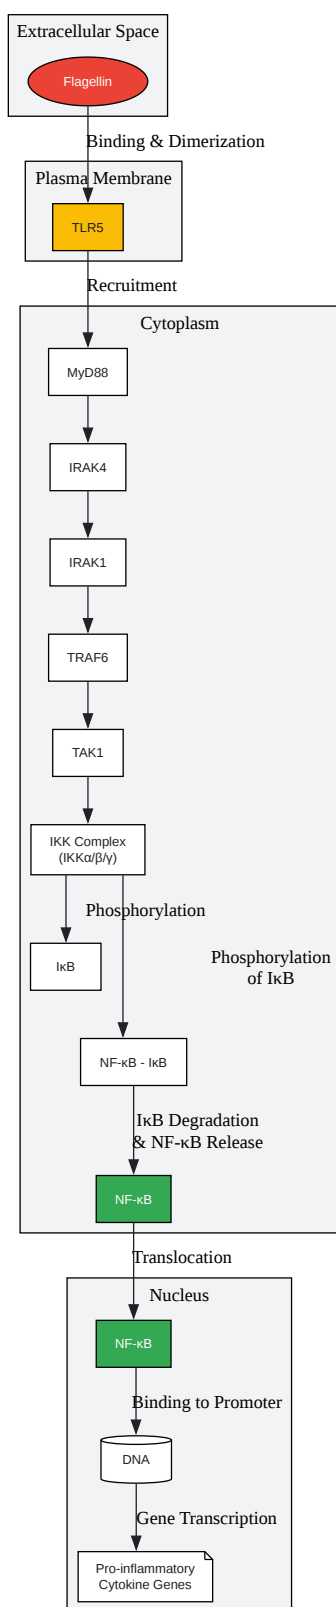 Extracellular Space
Flagellin
Binding & Dimerization
Plasma Membrane
TLR5
Recruitment
Cytoplasm
MyD88
IRAK4
IRAK1
TRAF6
TAK1
IKK Complex
(IKKα/β/γ)
Phosphorylation
IκB
Phosphorylation
of IκB
NF-κB - IκB
IκB Degradation
& NF-κB Release
NF-κB
Translocation
Nucleus
NF-κB
Binding to Promoter
DNA
Gene Transcription
Pro-inflammatory
Cytokine Genes